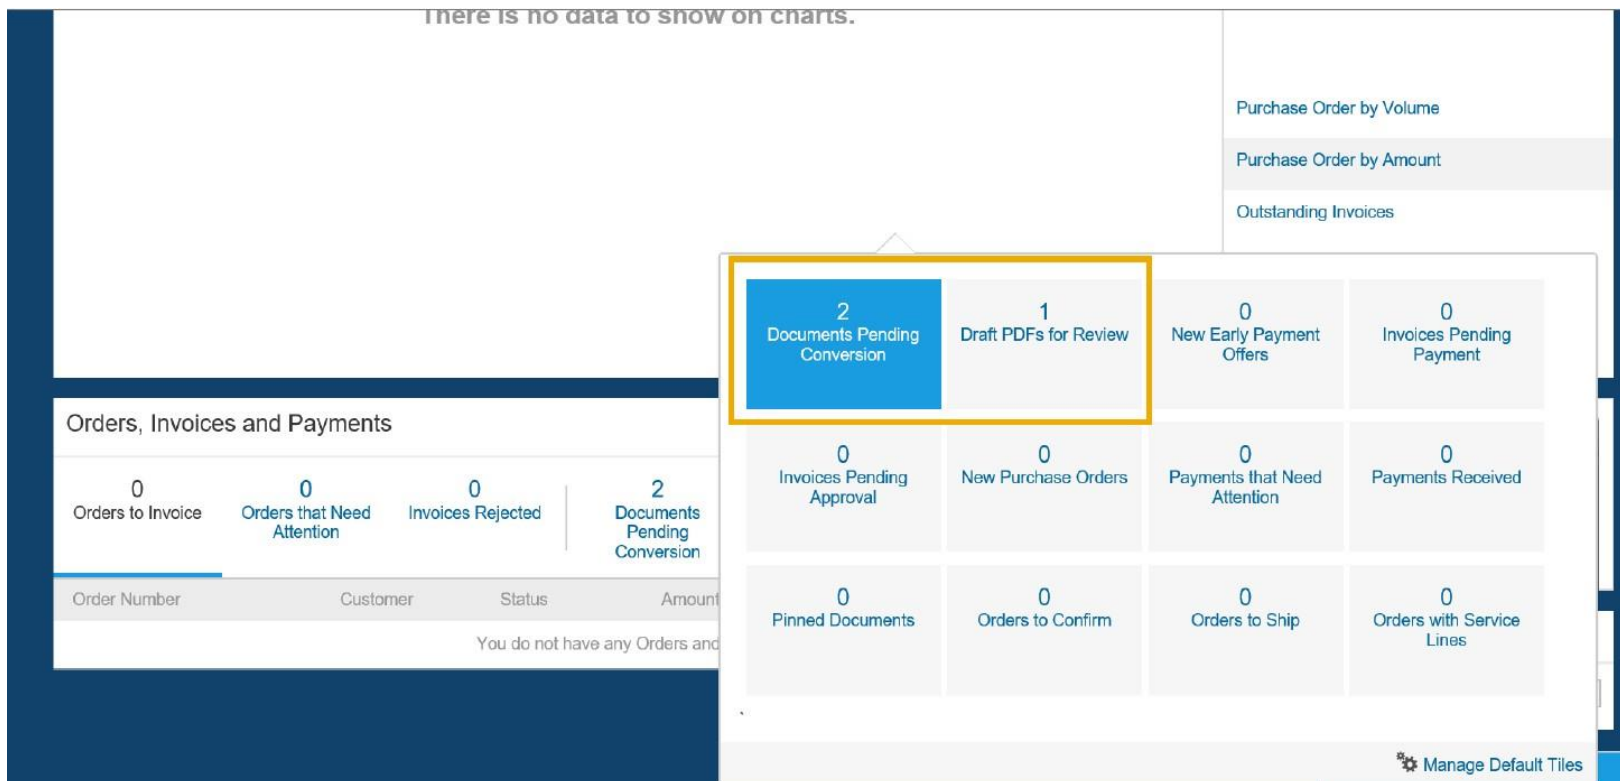 There is no data to show on charts.
Purchase Order by Volume
Purchase Order by Amount
Outstanding Invoices
2
Documents Pending
Conversion
1
Draft PDFs for Review
0
New Early Payment
Offers
0
Invoices Pending
Payment
Orders, Invoices and Payments
0
Orders to Invoice
0
Orders that Need
Attention
0
Invoices Rejected
2
Documents
Pending
Conversion
0
Invoices Pending
Approval
0
New Purchase Orders
0
Payments that Need
Attention
0
Payments Received
Order Number Customer Status Amount
You do not have any Orders and
0
Pinned Documents
0
Orders to Confirm
0
Orders to Ship
0
Orders with Service
Lines
Manage Default Tiles